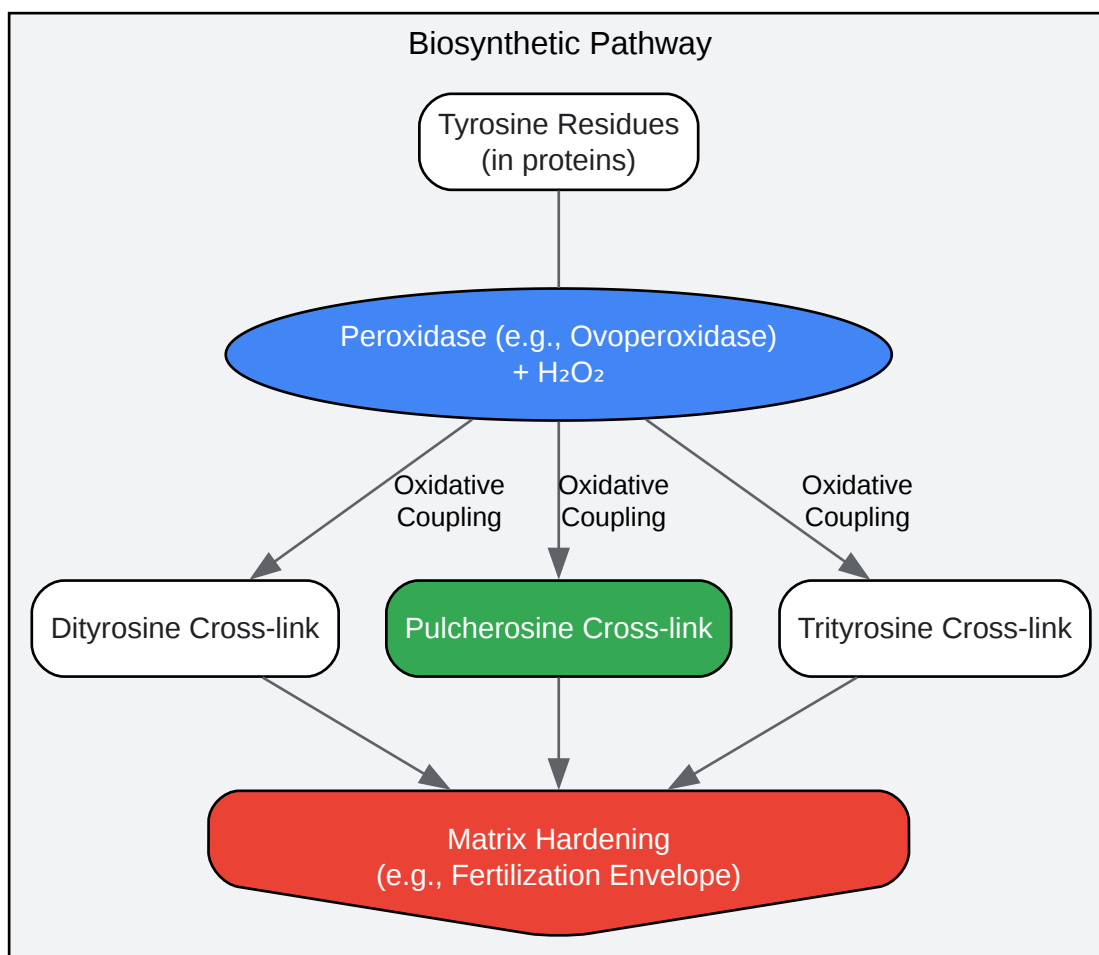 Biosynthetic Pathway
Tyrosine Residues
(in proteins)
Peroxidase (e.g., Ovoperoxidase)
+ H₂O₂
Oxidative
Coupling
Oxidative
Coupling
Oxidative
Coupling
Dityrosine Cross-link
Pulcherosine Cross-link
Trityrosine Cross-link
Matrix Hardening
(e.g., Fertilization Envelope)